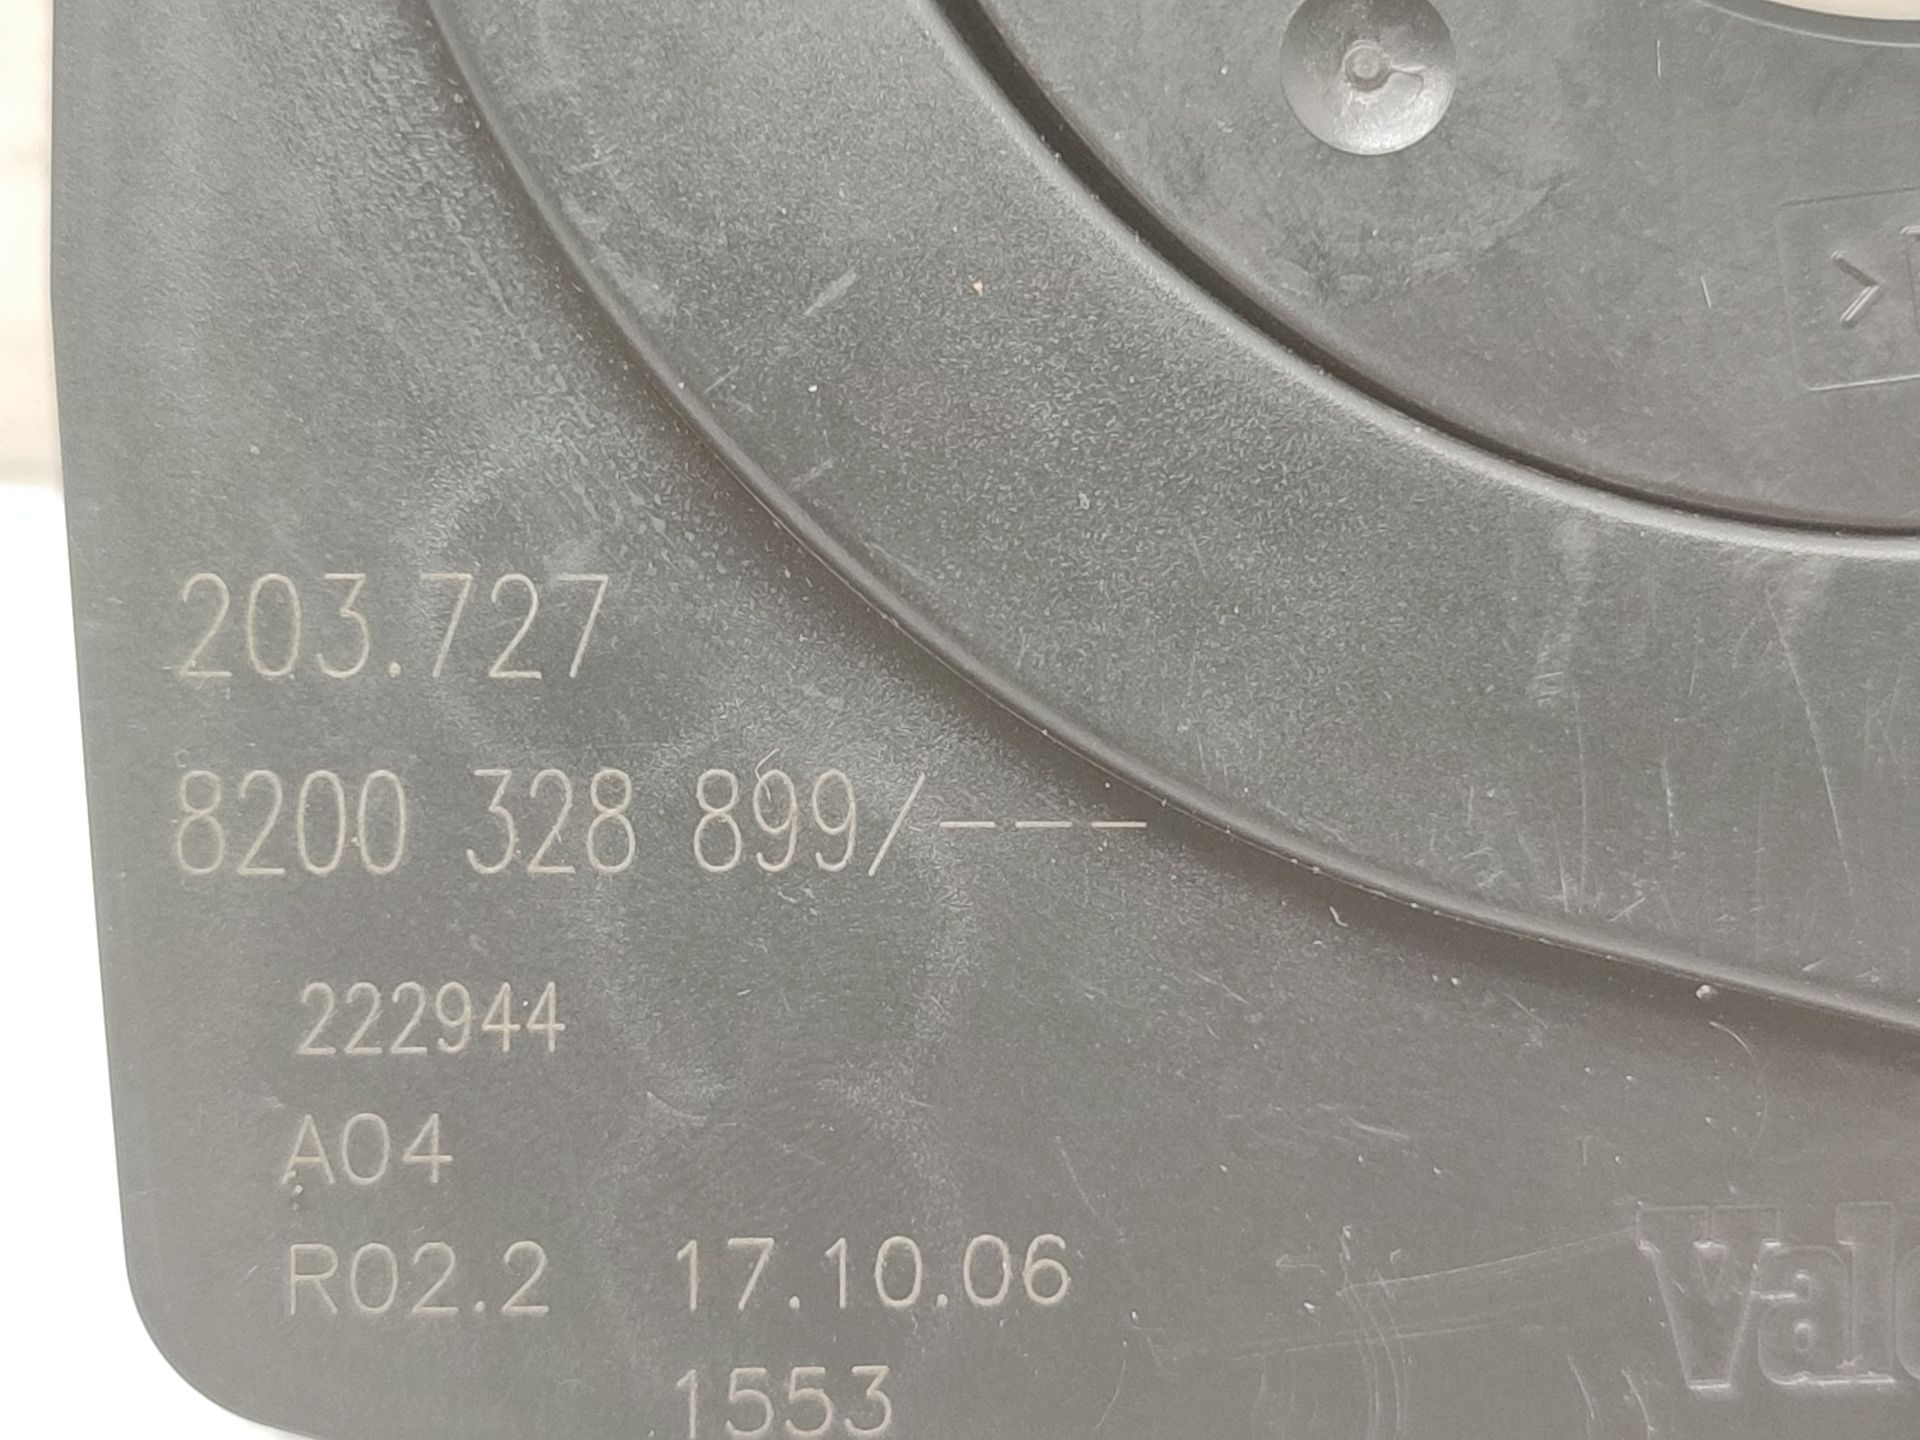 203.727
8200 328 899/---
222944
A04
R02.2 17.10.06
1553
>